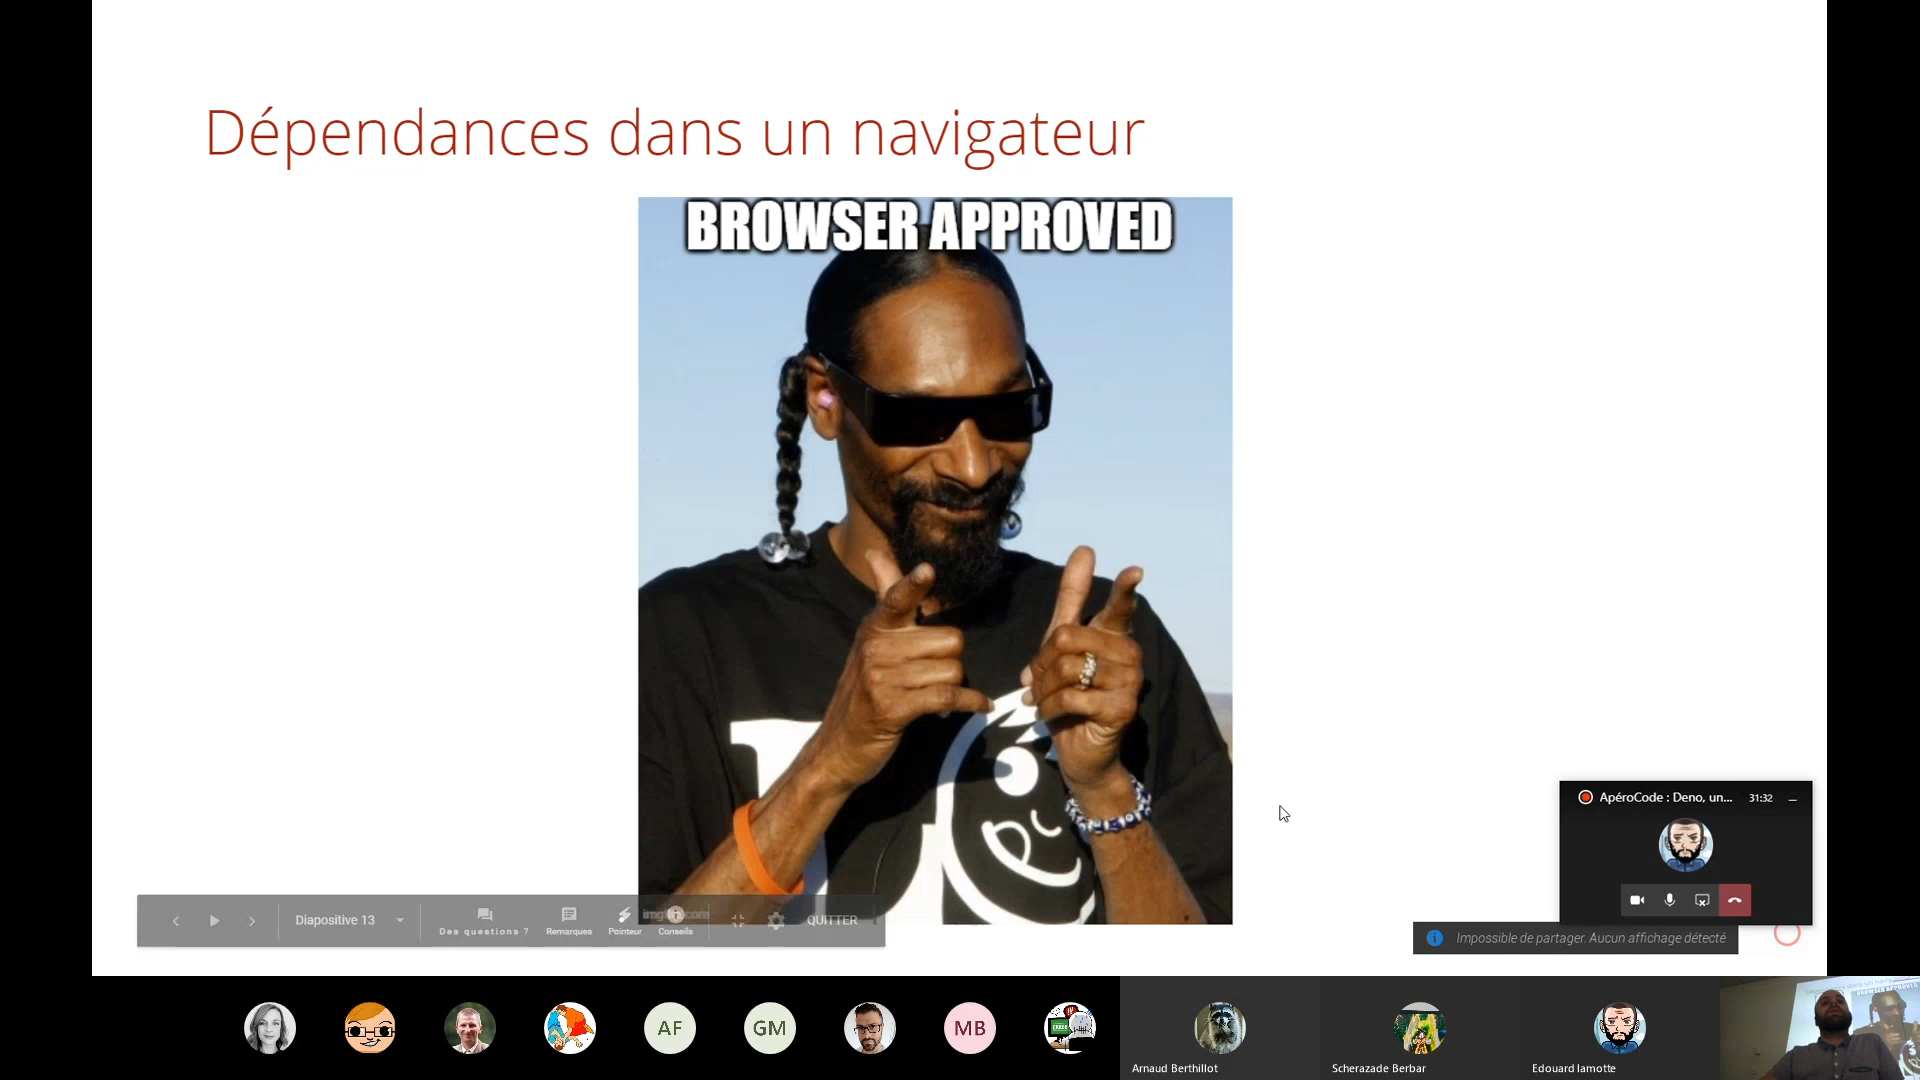 Dépendances dans un navigateur
BROWSER APPROVED
ApéroCode : Deno, un...
31:32
Diapositive 13
Des questions ?
Remarques
Pointeur
Conseils
QUITTER
Impossible de partager. Aucun affichage détecté
AF
GM
MB
Arnaud Berthillot
Scherazade Berbar
Edouard lamotte